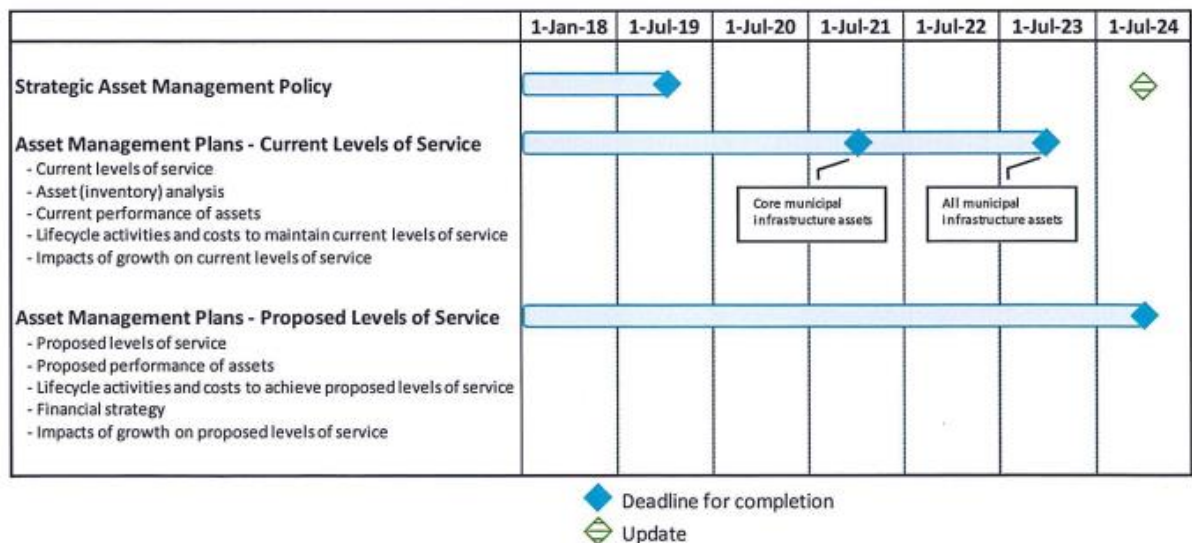 1-Jan-18 1-Jul-19 1-Jul-20 1-Jul-21 1-Jul-22 1-Jul-23 1-Jul-24
Strategic Asset Management Policy
Asset Management Plans - Current Levels of Service
- Current levels of service
- Asset (inventory) analysis
- Current performance of assets
- Lifecycle activities and costs to maintain current levels of service
- Impacts of growth on current levels of service
Core municipal
infrastructure assets
All municipal
infrastructure assets
Asset Management Plans - Proposed Levels of Service
- Proposed levels of service
- Proposed performance of assets
- Lifecycle activities and costs to achieve proposed levels of service
- Financial strategy
- Impacts of growth on proposed levels of service
Deadline for completion
Update